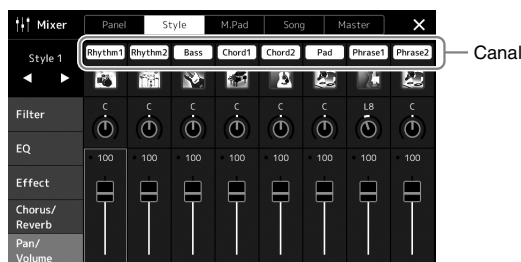 Mixer
Panel Style M.Pad Song Master
Style 1
Rhythm1 Rhythm2 Bass Chord1 Chord2 Pad Phrase1 Phrase2
Canal
Filter
C C C C C C L8 C
EQ
100 100 100 100 100 100 100 100
Effect
Chorus/
Reverb
Pan/
Volume